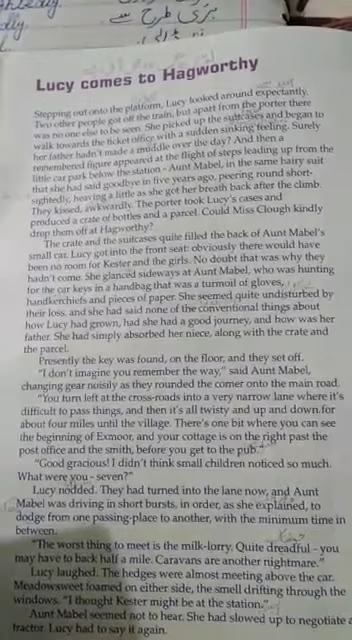 بری طرح سے
Lucy comes to Hagworthy
Stepping out onto the platform, Lucy looked around expectantly.
Two other people got off the train, but apart from the porter there
was no one else to be seen. She picked up the suitcases and began to
walk towards the ticket office with a sudden sinking feeling. Surely
her father hadn't made a muddle over the day? And then a
remembered figure appeared at the flight of steps leading up from the
little car park below the station - Aunt Mabel, in the same hairy suit
that she had said goodbye in five years ago, peering round short-
sightedly, heaving a little as she got her breath back after the climb.
They kissed, awkwardly. The porter took Lucy's cases and
produced a crate of bottles and a parcel. Could Miss Clough kindly
drop them off at Hagworthy?
The crate and the suitcases quite filled the back of Aunt Mabel's
small car. Lucy got into the front seat: obviously there would have
been no room for Kester and the girls. No doubt that was why they
hadn't come. She glanced sideways at Aunt Mabel, who was hunting
for the car keys in a handbag that was a turmoil of gloves,
handkerchiefs and pieces of paper. She seemed quite undisturbed by
their loss, and she had said none of the conventional things about
how Lucy had grown, had she had a good journey, and how was her
father. She had simply absorbed her niece, along with the crate and
the parcel.
Presently the key was found, on the floor, and they set off.
"I don't imagine you remember the way," said Aunt Mabel,
changing gear noisily as they rounded the corner onto the main road.
"You turn left at the cross-roads into a very narrow lane where it's
difficult to pass things, and then it's all twisty and up and down for
about four miles until the village. There's one bit where you can see
the beginning of Exmoor, and your cottage is on the right past the
post office and the smith, before you get to the pub."
"Good gracious! I didn't think small children noticed so much.
What were you - seven?"
Lucy nodded. They had turned into the lane now, and Aunt
Mabel was driving in short bursts, in order, as she explained, to
dodge from one passing-place to another, with the minimum time in
between.
"The worst thing to meet is the milk-lorry. Quite dreadful - you
may have to back half a mile. Caravans are another nightmare."
Lucy laughed. The hedges were almost meeting above the car.
Meadowsweet foamed on either side, the smell drifting through the
windows. "I thought Kester might be at the station."
Aunt Mabel seemed not to hear. She had slowed up to negotiate a
tractor. Lucy had to say it again.